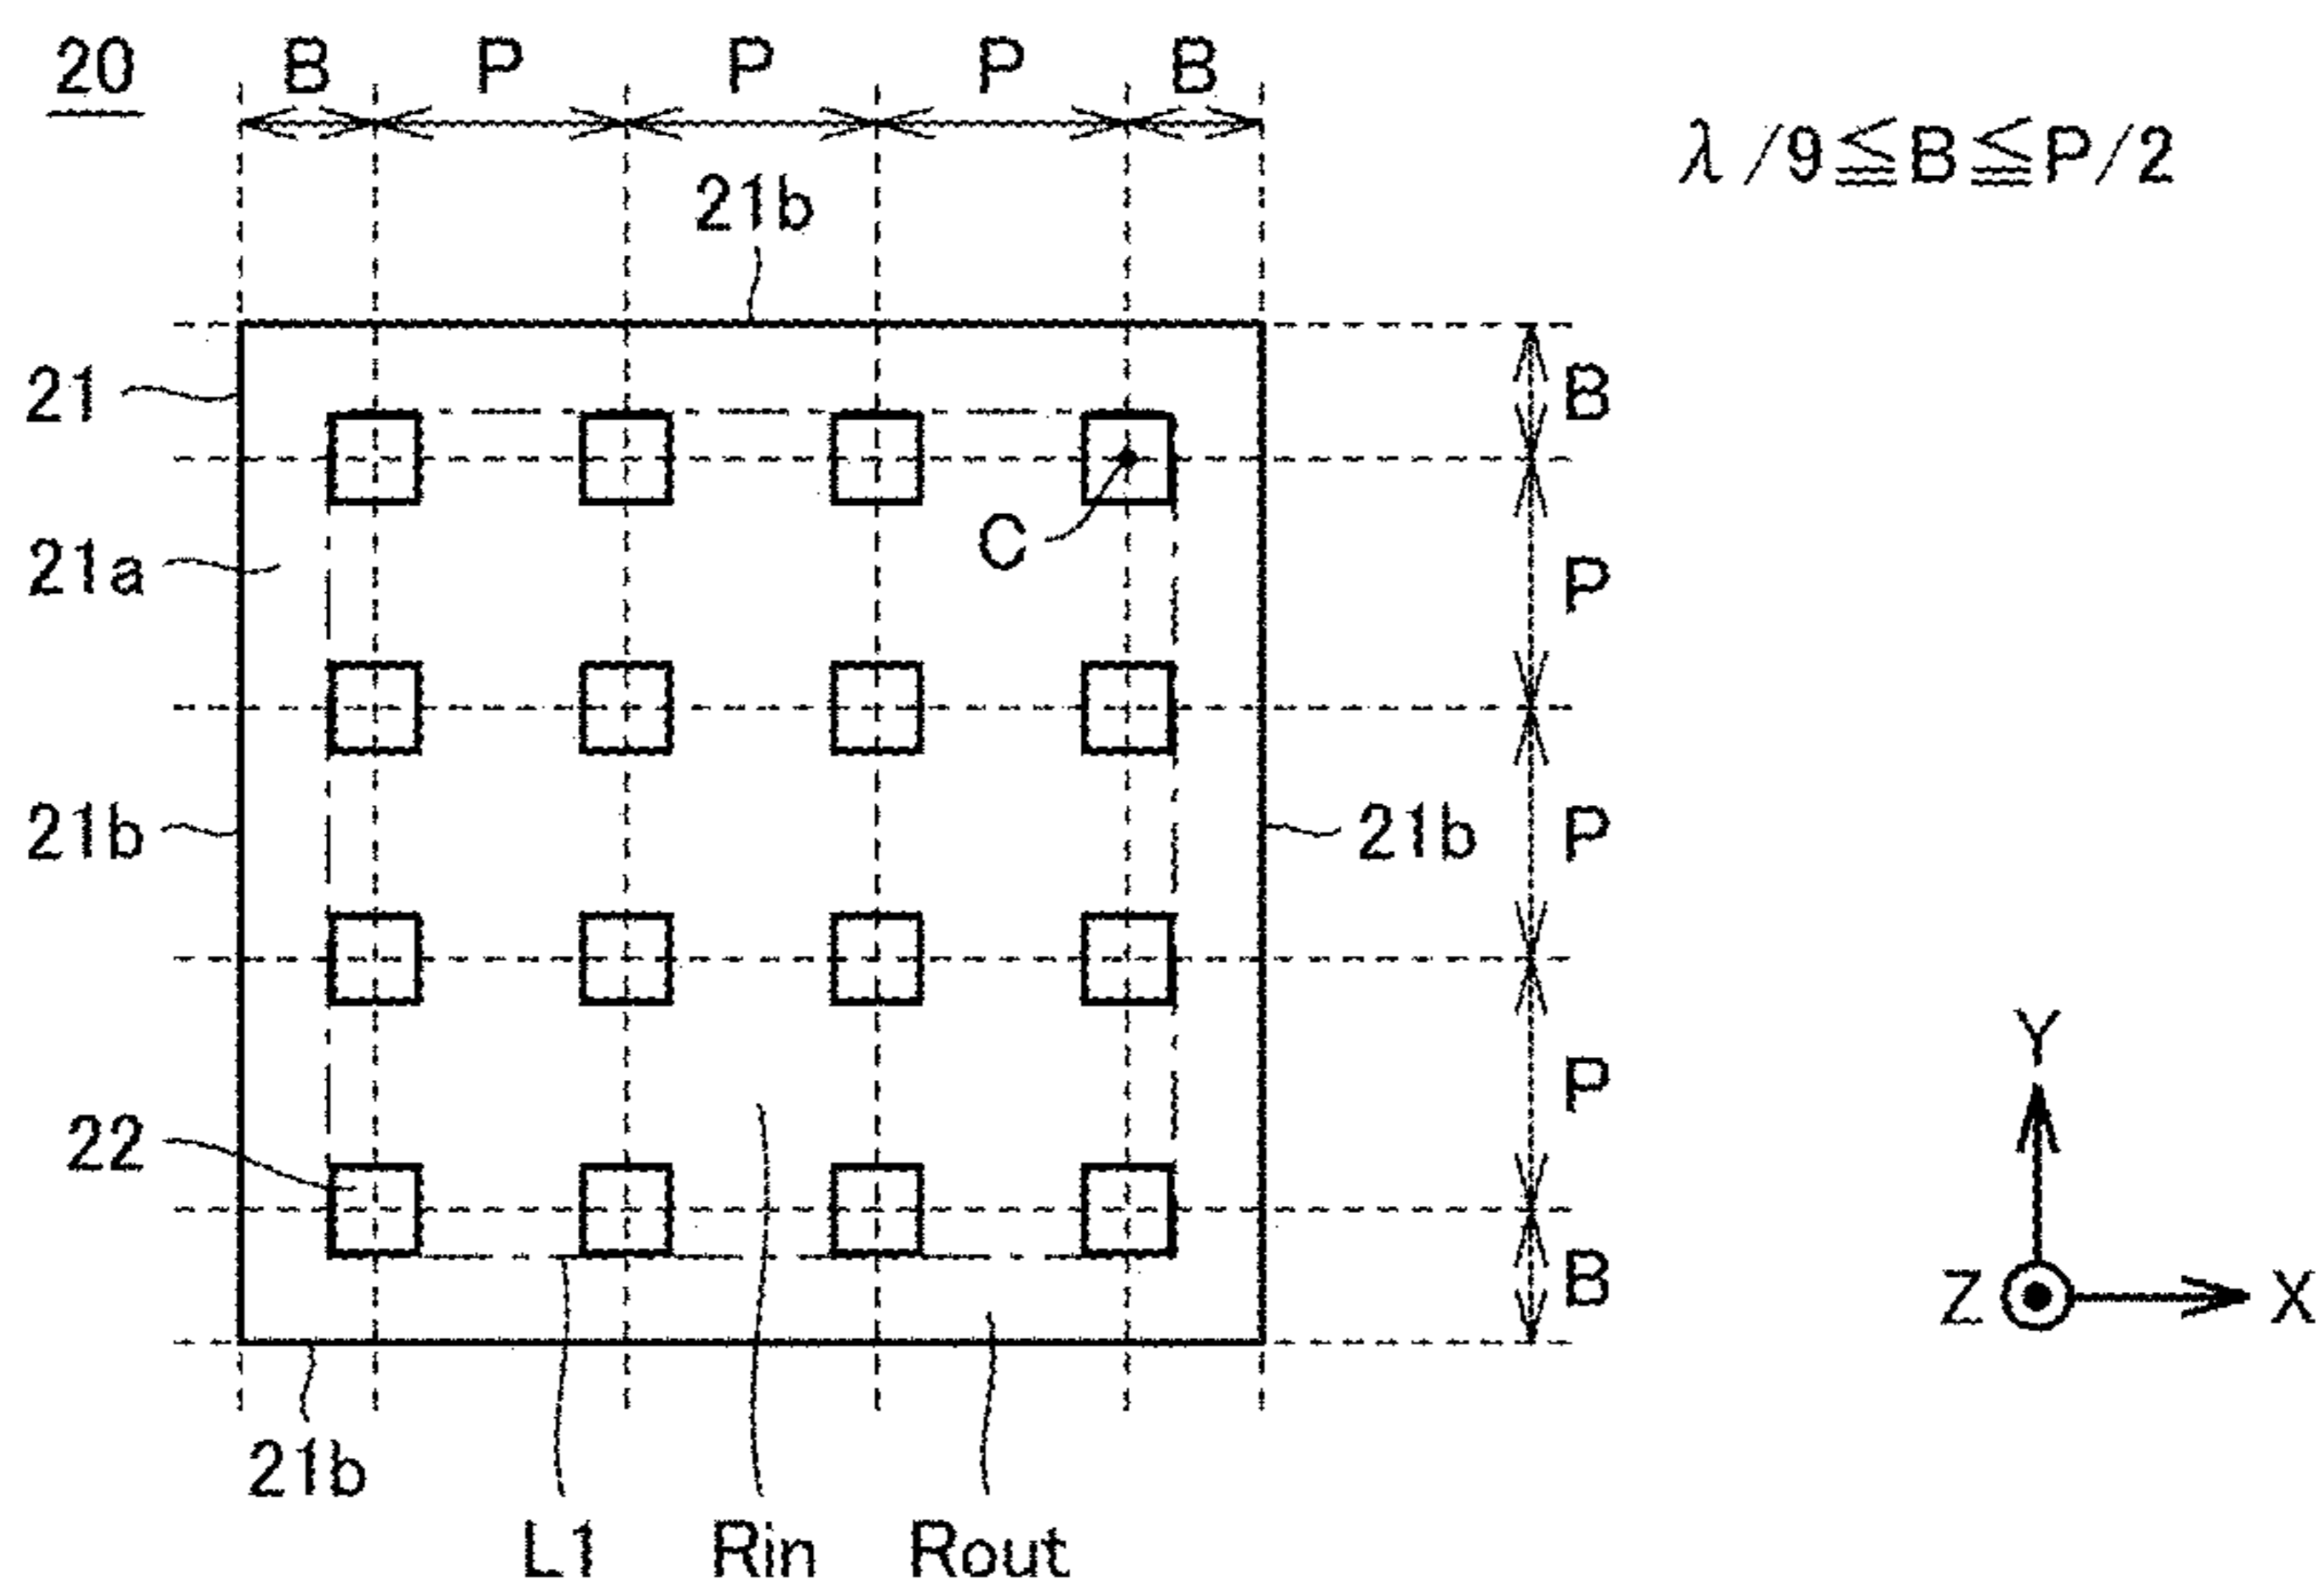 20
B P P P B
λ/9≦B≦P/2
21b
21
B
21a
C
P
21b
21b
P
22
P
B
Y
Z
X
21b
L1 Rin Rout